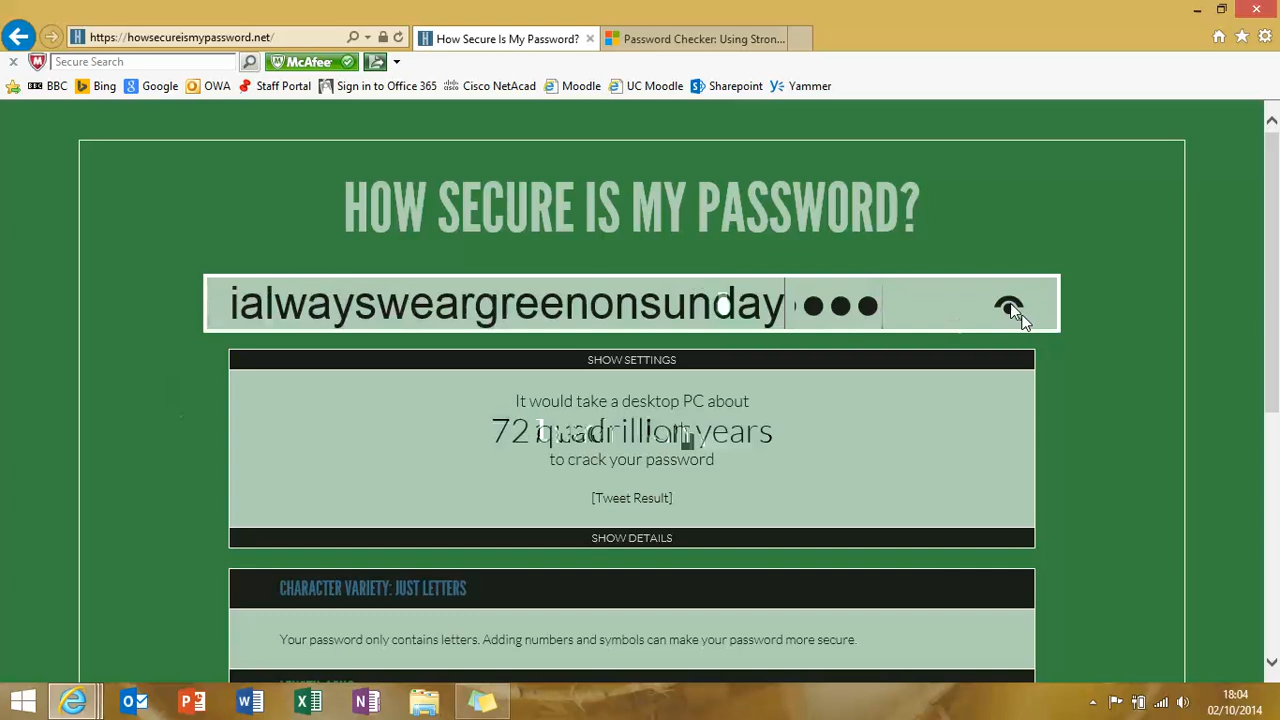 https://howsecureismypassword.net/
How Secure Is My Password?
Password Checker: Using Stron...
Secure Search
McAfee
BBC
Bing
Google
OWA
Staff Portal
Sign in to Office 365
Cisco NetAcad
Moodle
UC Moodle
Sharepoint
Yammer
HOW SECURE IS MY PASSWORD?
ialwaysweargreenonsunday
SHOW SETTINGS
It would take a desktop PC about
72 quadrillion years
to crack your password
[Tweet Result]
SHOW DETAILS
CHARACTER VARIETY: JUST LETTERS
Your password only contains letters. Adding numbers and symbols can make your password more secure.
18:04
02/10/2014